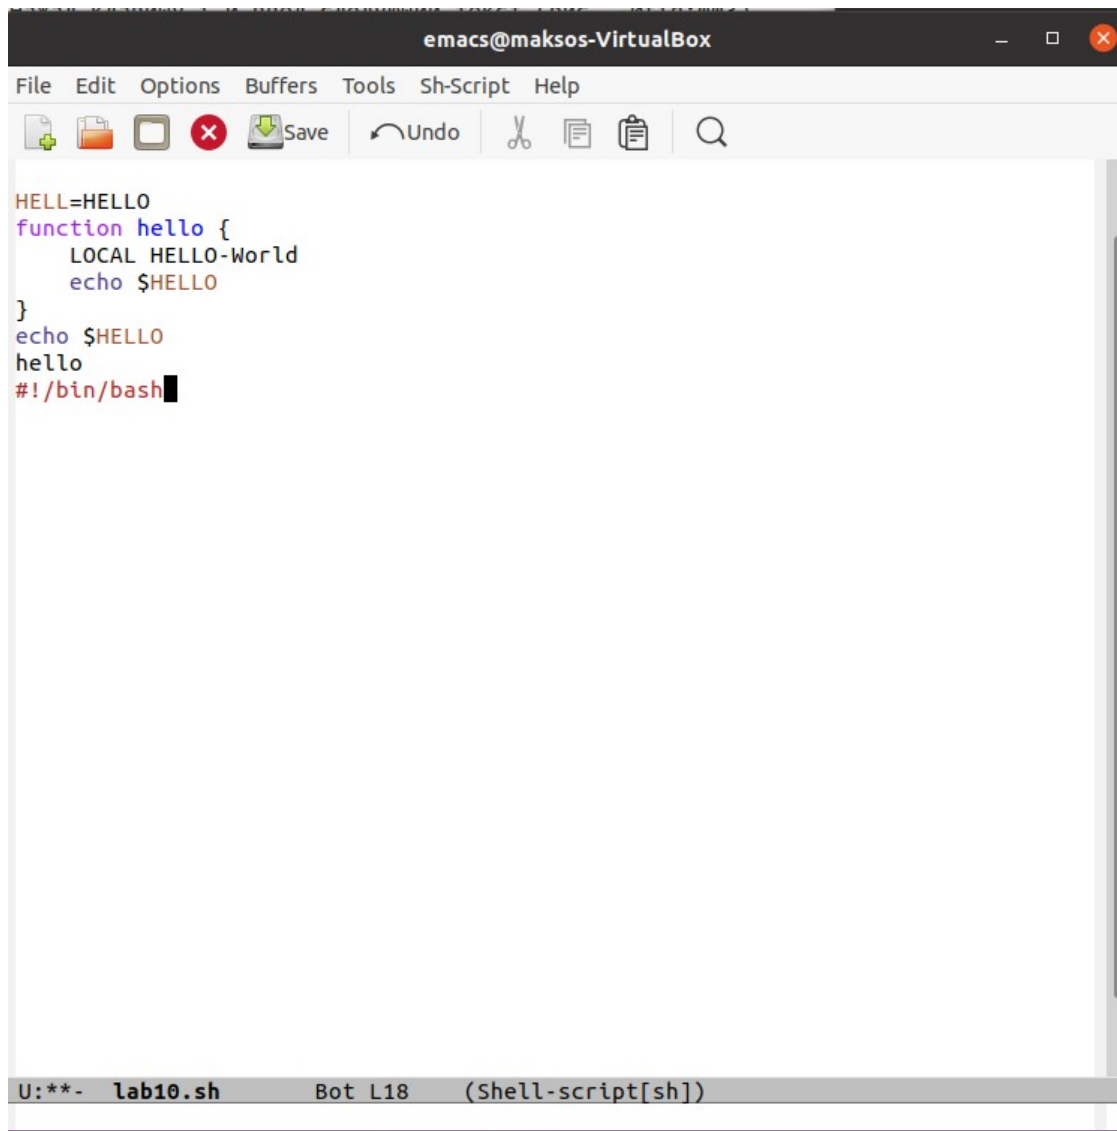 emacs@maksos-VirtualBox
File Edit Options Buffers Tools Sh-Script Help
Save Undo
HELL=HELLO
function hello {
    LOCAL HELLO-World
    echo $HELLO
}
echo $HELLO
hello
#!/bin/bash
U:**- lab10.sh Bot L18 (Shell-script[sh])